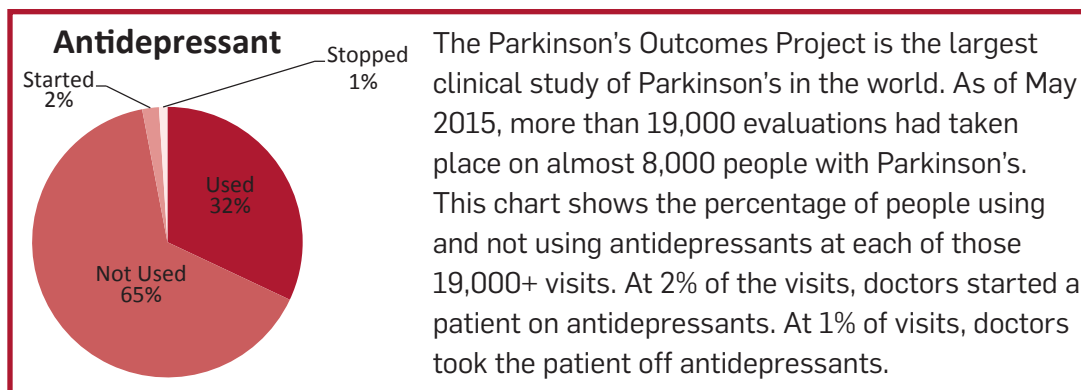 Antidepressant
Stopped
1%
Started
2%
Used
32%
Not Used
65%
The Parkinson’s Outcomes Project is the largest
clinical study of Parkinson’s in the world. As of May
2015, more than 19,000 evaluations had taken
place on almost 8,000 people with Parkinson’s.
This chart shows the percentage of people using
and not using antidepressants at each of those
19,000+ visits. At 2% of the visits, doctors started a
patient on antidepressants. At 1% of visits, doctors
took the patient off antidepressants.